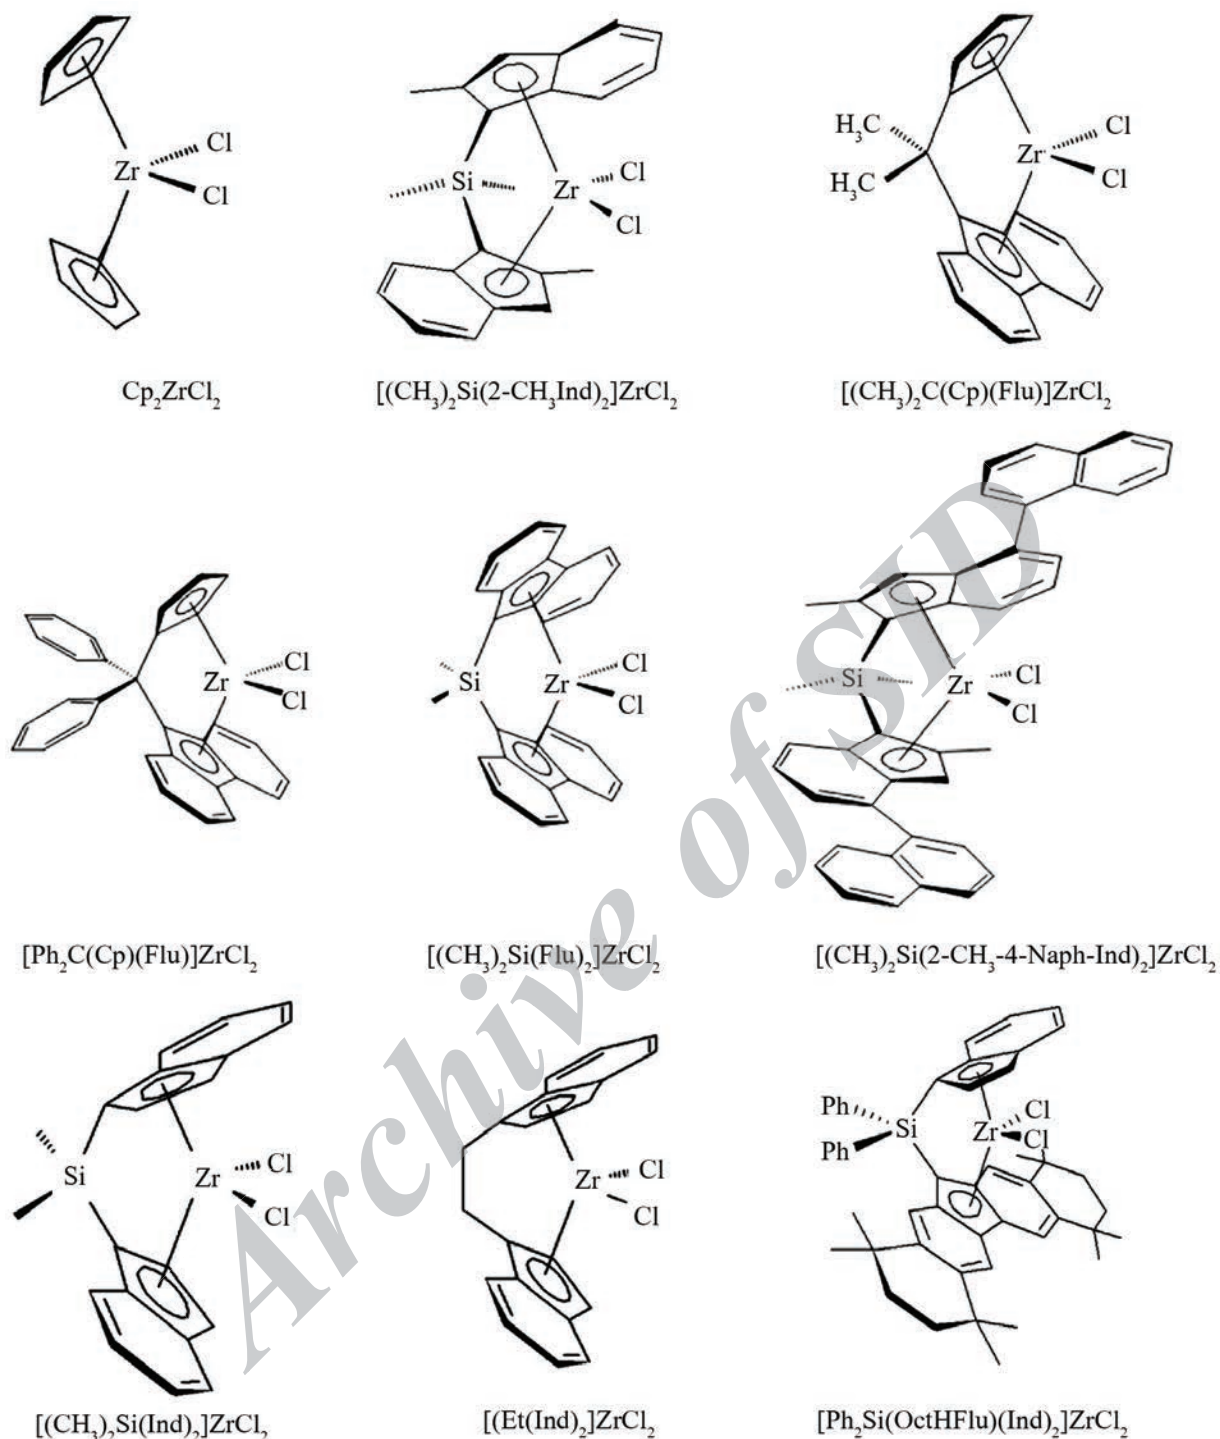 Cl
Zr
Cl
Si
Zr
Cl
Cl
H₃C
H₃C
Zr
Cl
Cl
Cp₂ZrCl₂
[(CH₃)₂Si(2-CH₃Ind)₂]ZrCl₂
[(CH₃)₂C(Cp)(Flu)]ZrCl₂
Zr
Cl
Cl
Si
Zr
Cl
Cl
Si
Zr
Cl
Cl
[Ph₂C(Cp)(Flu)]ZrCl₂
[(CH₃)₂Si(Flu)₂]ZrCl₂
[(CH₃)₂Si(2-CH₃-4-Naph-Ind)₂]ZrCl₂
Si
Zr
Cl
Cl
Zr
Cl
Cl
Ph
Ph
Si
Zr
Cl
Cl
[(CH₃)₂Si(Ind)₂]ZrCl₂
[(Et(Ind)₂]ZrCl₂
[Ph₂Si(OctHFlu)(Ind)₂]ZrCl₂
Archive of SID